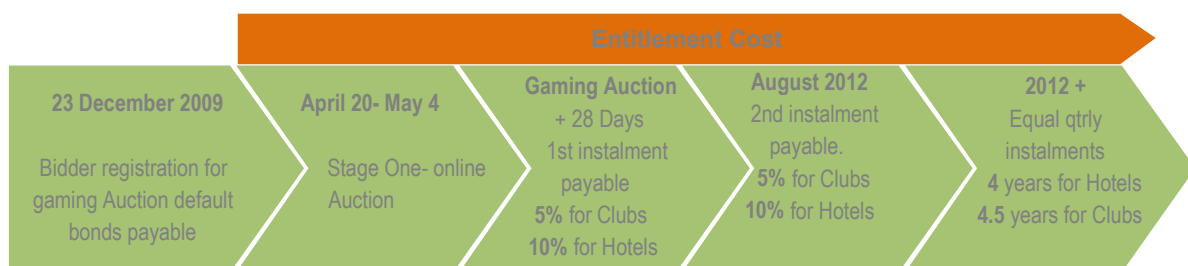 Entitlement Cost
23 December 2009
Bidder registration for
gaming Auction default
bonds payable
April 20- May 4
Stage One- online
Auction
Gaming Auction
+ 28 Days
1st instalment
payable
5% for Clubs
10% for Hotels
August 2012
2nd instalment
payable.
5% for Clubs
10% for Hotels
2012 +
Equal qtrly
instalments
4 years for Hotels
4.5 years for Clubs